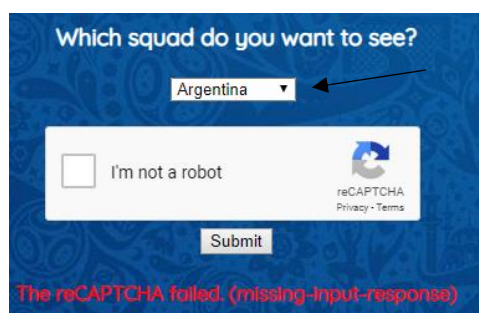 Which squad do you want to see?
Argentina
I'm not a robot
reCAPTCHA
Privacy - Terms
Submit
The reCAPTCHA failed. (missing-input-response)